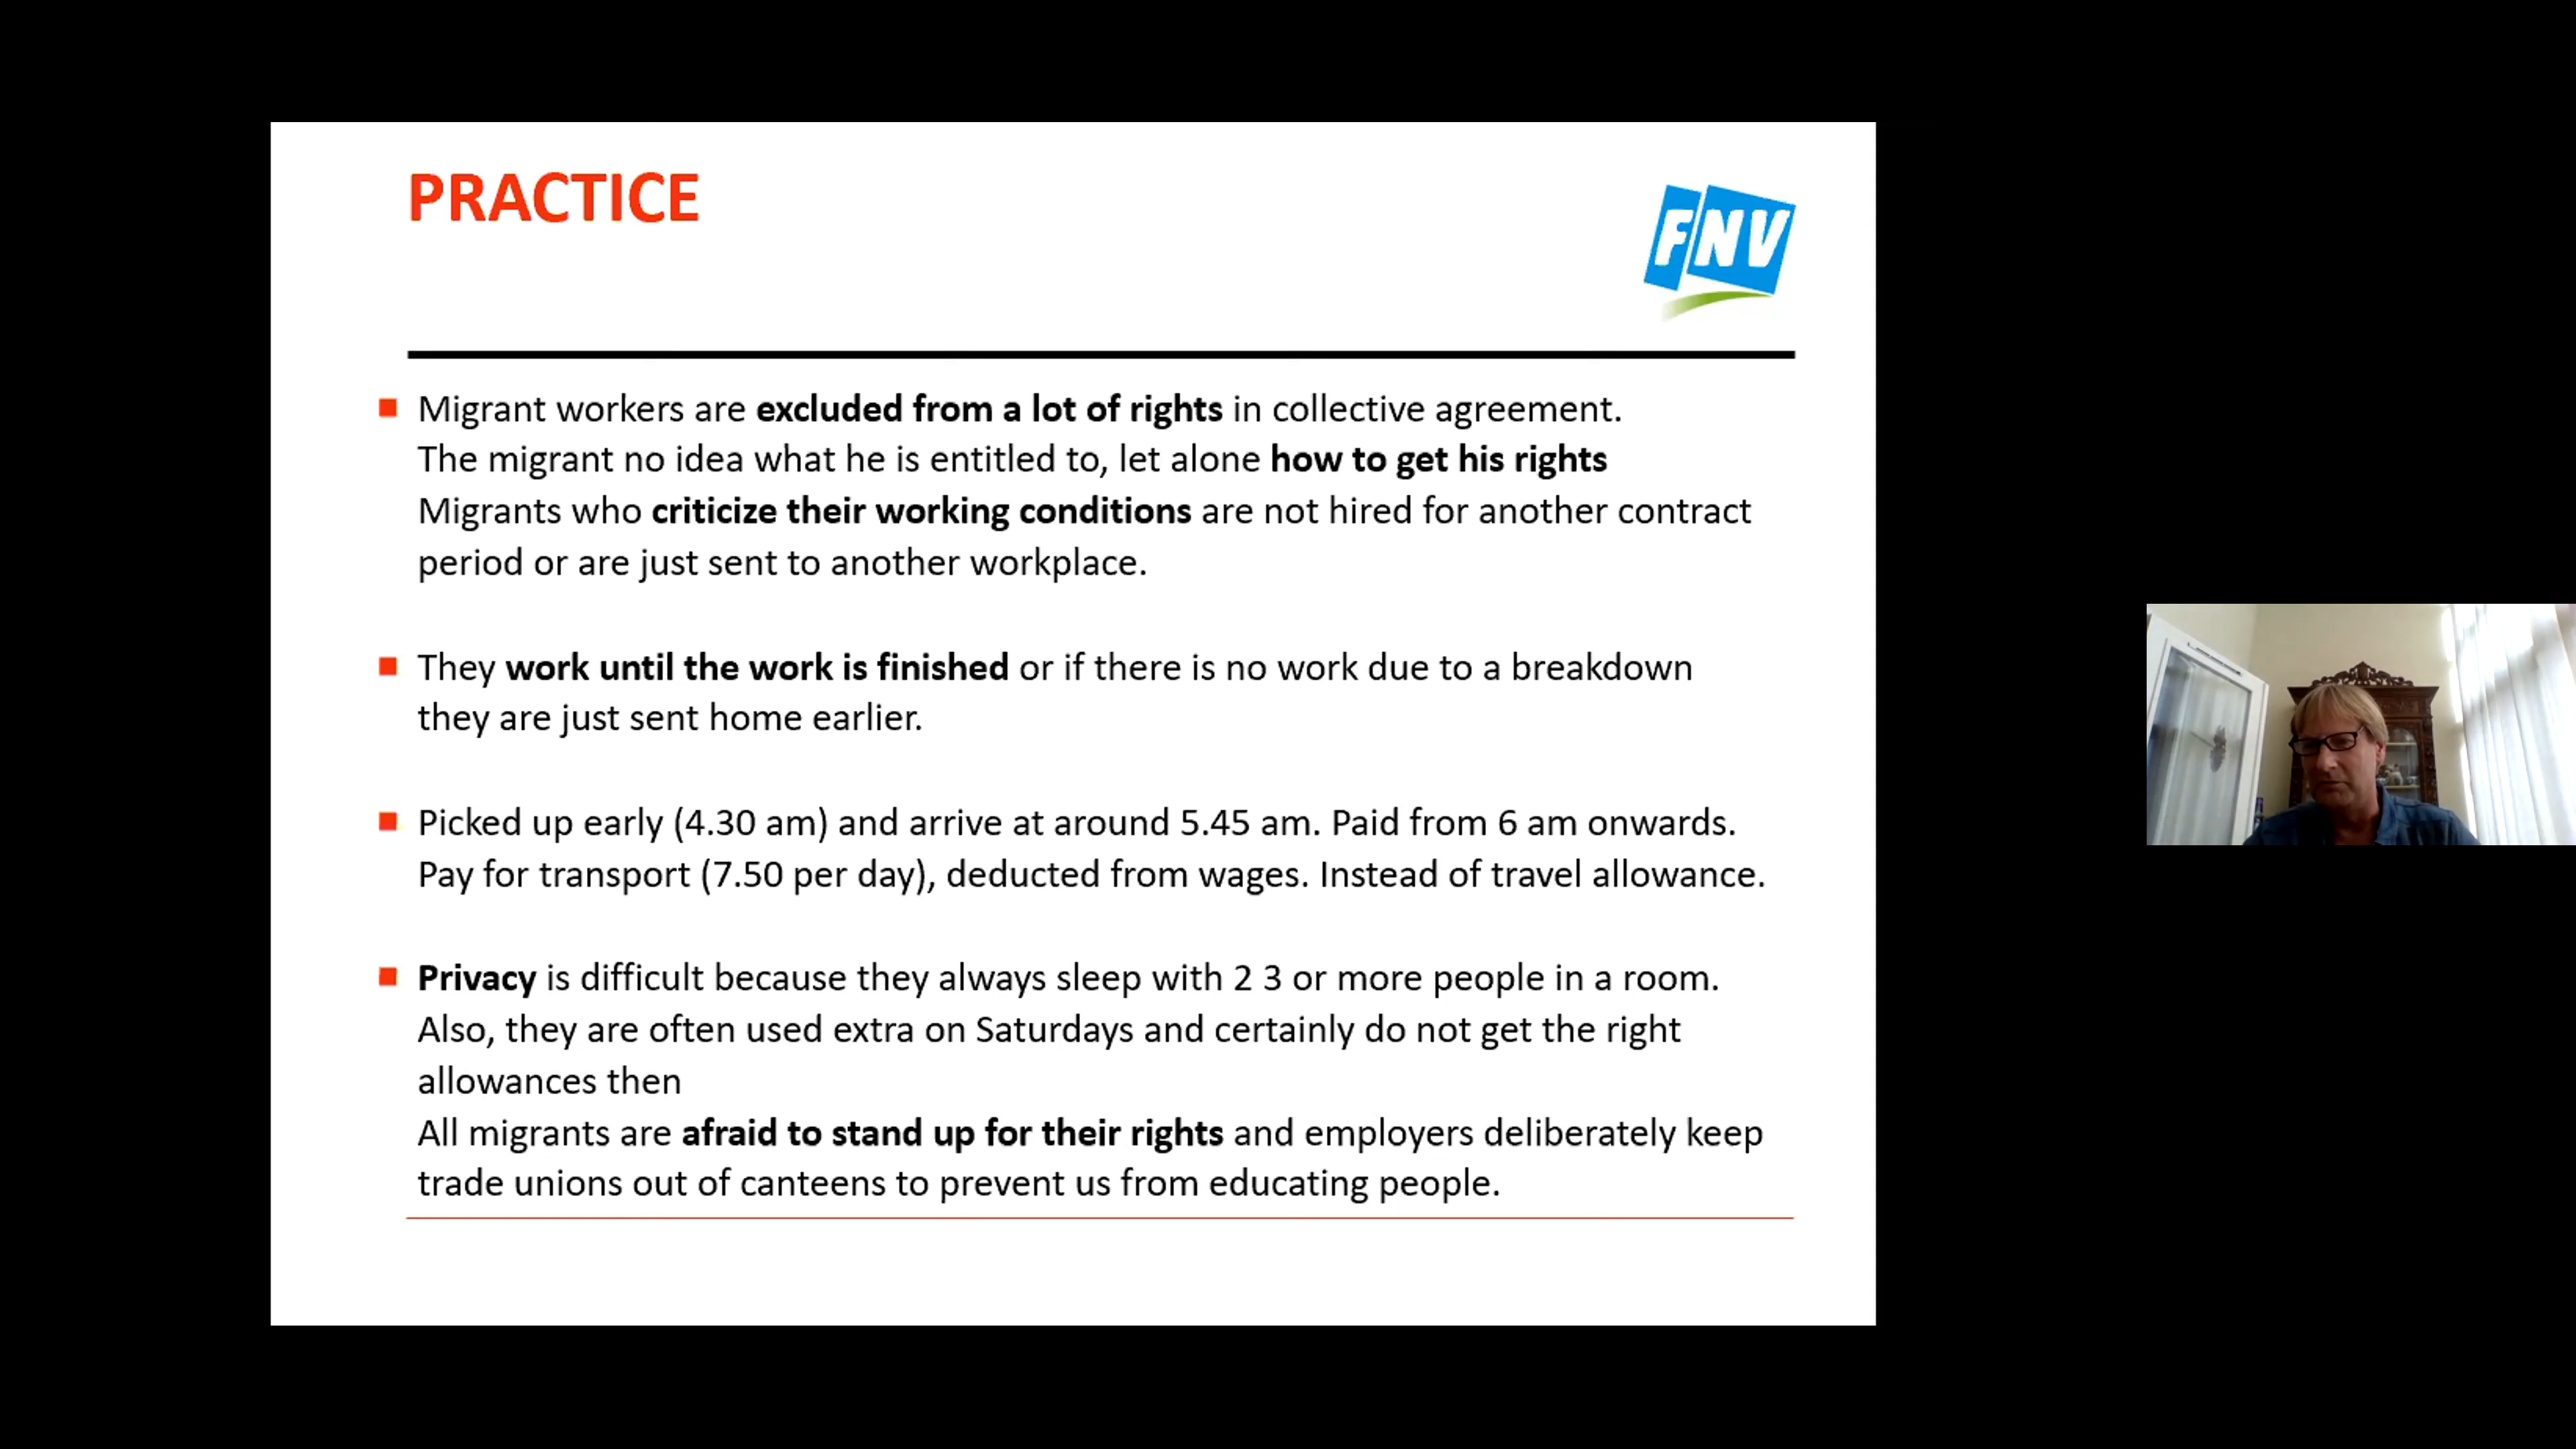 PRACTICE
FNV
Migrant workers are excluded from a lot of rights in collective agreement.
The migrant no idea what he is entitled to, let alone how to get his rights
Migrants who criticize their working conditions are not hired for another contract
period or are just sent to another workplace.
They work until the work is finished or if there is no work due to a breakdown
they are just sent home earlier.
Picked up early (4.30 am) and arrive at around 5.45 am. Paid from 6 am onwards.
Pay for transport (7.50 per day), deducted from wages. Instead of travel allowance.
Privacy is difficult because they always sleep with 2 3 or more people in a room.
Also, they are often used extra on Saturdays and certainly do not get the right
allowances then
All migrants are afraid to stand up for their rights and employers deliberately keep
trade unions out of canteens to prevent us from educating people.